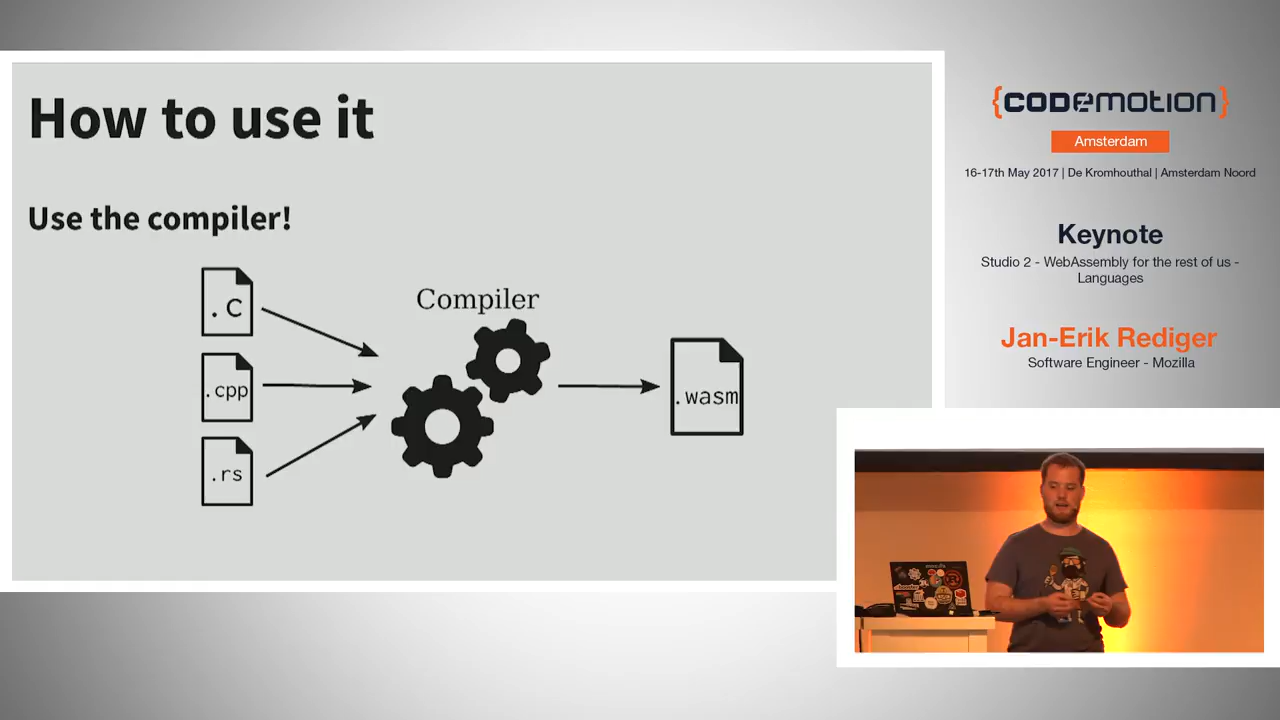 How to use it
Use the compiler!
.C
.cpp
.rs
Compiler
.wasm
{CODEMOTION}
Amsterdam
16-17th May 2017 | De Kromhouthal | Amsterdam Noord
Keynote
Studio 2 - WebAssembly for the rest of us -
Languages
Jan-Erik Rediger
Software Engineer - Mozilla